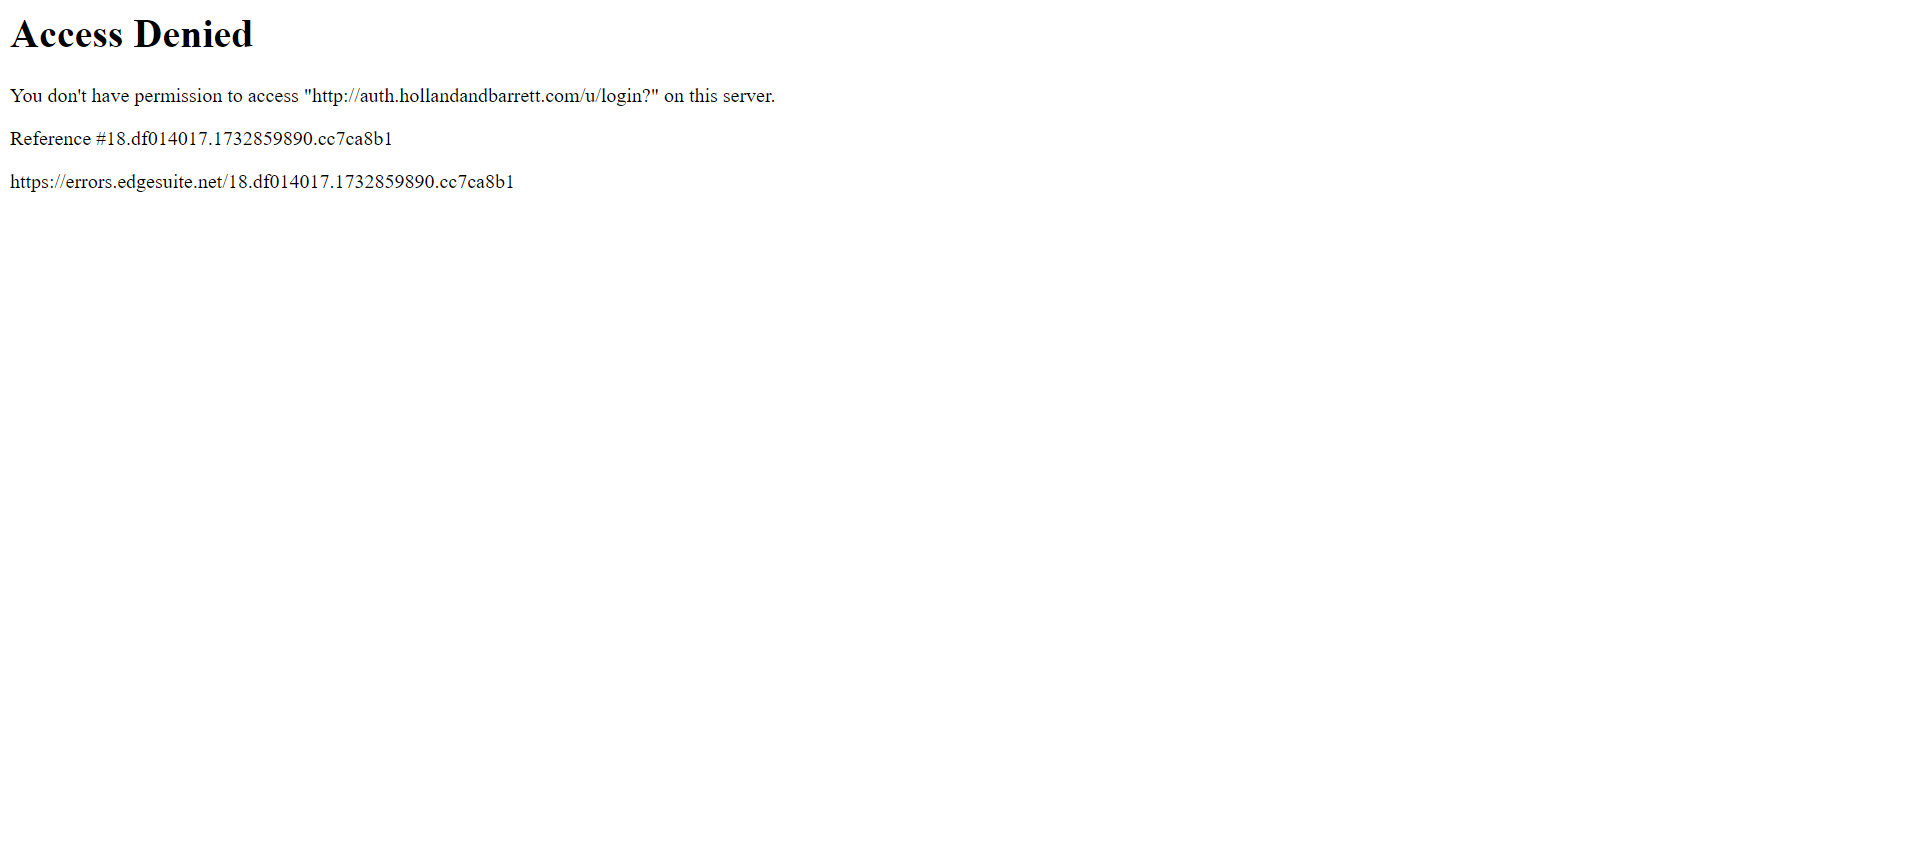 Access Denied
You don't have permission to access "http://auth.hollandandbarrett.com/u/login?" on this server.
Reference #18.df014017.1732859890.cc7ca8b1
https://errors.edgesuite.net/18.df014017.1732859890.cc7ca8b1